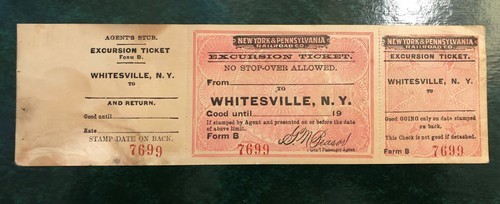 AGENT'S STUB.
EXCURSION TICKET
Form B.
WHITESVILLE, N. Y.
TO
AND RETURN.
Good until
Rate
STAMP DATE ON BACK.
7699
NEW YORK & PENNSYLVANIA
RAILROAD CO.
EXCURSION TICKET.
NO STOP-OVER ALLOWED.
From
TO
WHITESVILLE, N. Y.
Good until 19
If stamped by Agent and presented on or before the date
of above limit.
Form B
7699
Gen'l Passenger Agent.
NEW YORK & PENNSYLVANIA
RAILROAD CO.
EXCURSION TICKET.
WHITESVILLE, N. Y.
TO
Good GOING only on date stamped
on back.
This Check is not good if detached.
Form B 7699